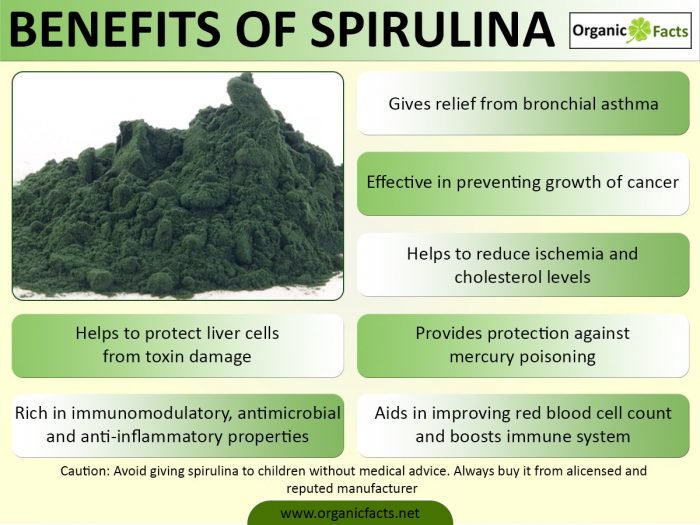 BENEFITS OF SPIRULINA
Organic Facts
Gives relief from bronchial asthma
Effective in preventing growth of cancer
Helps to reduce ischemia and
cholesterol levels
Helps to protect liver cells
from toxin damage
Provides protection against
mercury poisoning
Rich in immunomodulatory, antimicrobial
and anti-inflammatory properties
Aids in improving red blood cell count
and boosts immune system
Caution: Avoid giving spirulina to children without medical advice. Always buy it from alicensed and
reputed manufacturer
www.organicfacts.net